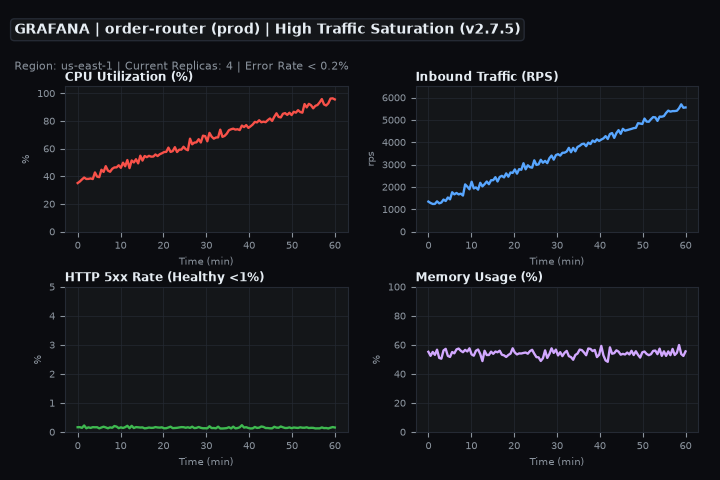 GRAFANA | order-router (prod) | High Traffic Saturation (v2.7.5)
Region: us-east-1 | Current Replicas: 4 | Error Rate < 0.2%
CPU Utilization (%)
100
80
60
40
20
0
%
0 10 20 30 40 50 60
Time (min)
Inbound Traffic (RPS)
6000
5000
4000
3000
2000
1000
0
rps
0 10 20 30 40 50 60
Time (min)
HTTP 5xx Rate (Healthy <1%)
5
4
3
2
1
0
%
0 10 20 30 40 50 60
Time (min)
Memory Usage (%)
100
80
60
40
20
0
%
0 10 20 30 40 50 60
Time (min)